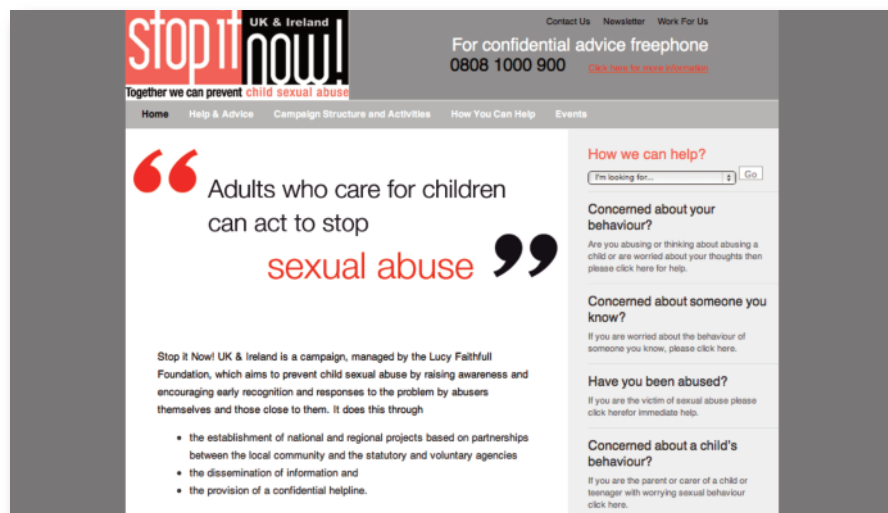 stop it now!
UK & Ireland
Together we can prevent child sexual abuse
Contact Us Newsletter Work For Us
For confidential advice freephone
0808 1000 900 Click here for more information
Home Help & Advice Campaign Structure and Activities How You Can Help Events
“Adults who care for children
can act to stop
sexual abuse”
Stop it Now! UK & Ireland is a campaign, managed by the Lucy Faithfull
Foundation, which aims to prevent child sexual abuse by raising awareness and
encouraging early recognition and responses to the problem by abusers
themselves and those close to them. It does this through
• the establishment of national and regional projects based on partnerships
between the local community and the statutory and voluntary agencies
• the dissemination of information and
• the provision of a confidential helpline.
How we can help?
I'm looking for... Go
Concerned about your
behaviour?
Are you abusing or thinking about abusing a
child or are worried about your thoughts then
please click here for help.
Concerned about someone you
know?
If you are worried about the behaviour of
someone you know, please click here.
Have you been abused?
If you are the victim of sexual abuse please
click herefor immediate help.
Concerned about a child's
behaviour?
If you are the parent or carer of a child or
teenager with worrying sexual behaviour
click here.